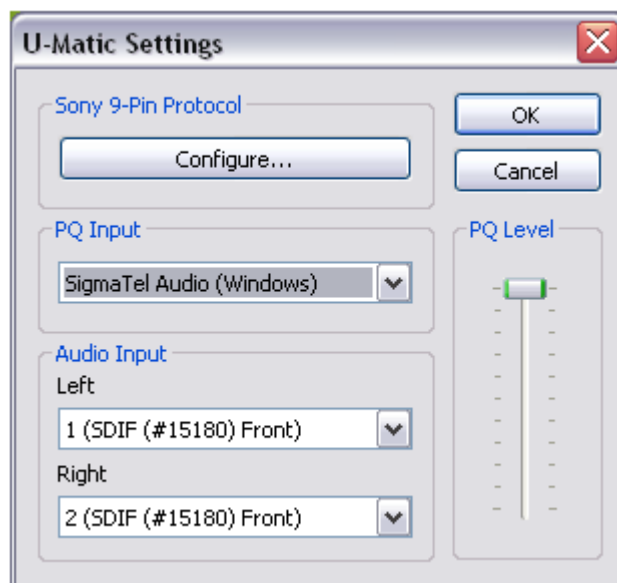 U-Matic Settings
Sony 9-Pin Protocol
Configure...
OK
Cancel
PQ Input
SigmaTel Audio (Windows)
PQ Level
Audio Input
Left
1 (SDIF (#15180) Front)
Right
2 (SDIF (#15180) Front)